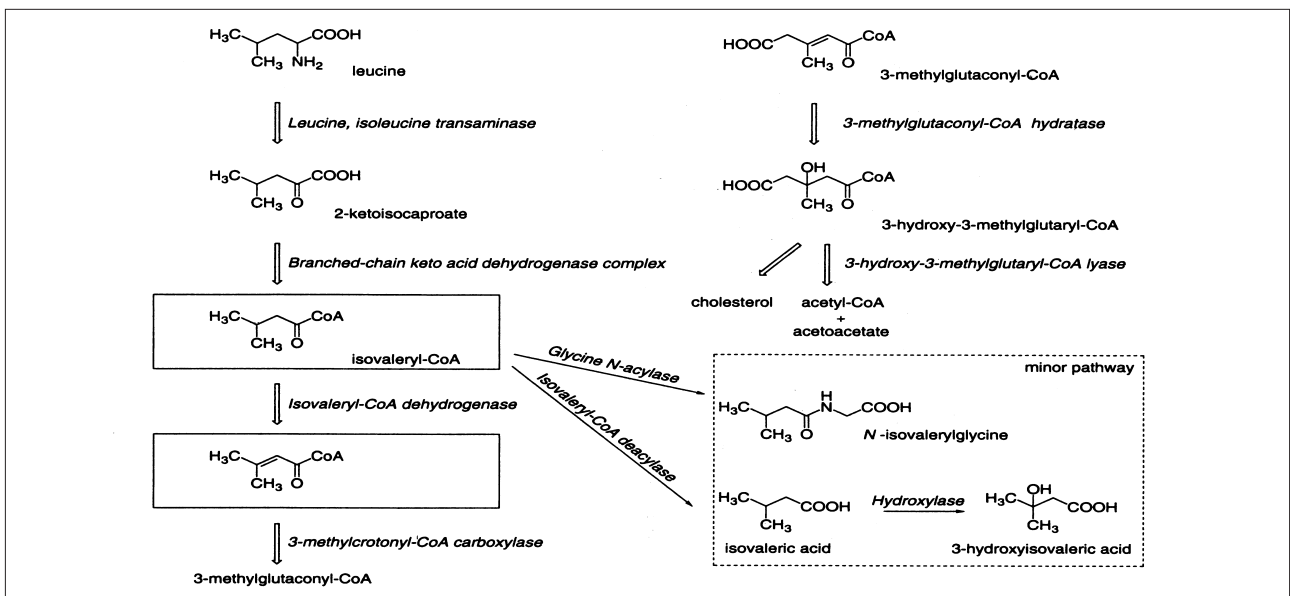 H₃C COOH
CH₃ NH₂
leucine
Leucine, isoleucine transaminase
H₃C COOH
CH₃ O
2-ketoisocaproate
Branched-chain keto acid dehydrogenase complex
H₃C CoA
CH₃ O
isovaleryl-CoA
Isovaleryl-CoA dehydrogenase
H₃C CoA
CH₃ O
3-methylcrotonyl-CoA carboxylase
3-methylglutaconyl-CoA
Glycine N-acylase
Isovaleryl-CoA deacylase
HOOC CoA
CH₃ O
3-methylglutaconyl-CoA
3-methylglutaconyl-CoA hydratase
OH
HOOC CoA
CH₃ O
3-hydroxy-3-methylglutaryl-CoA
3-hydroxy-3-methylglutaryl-CoA lyase
cholesterol acetyl-CoA
+
acetoacetate
minor pathway
H
H₃C N COOH
CH₃ O
N -isovalerylglycine
H₃C COOH
CH₃
isovaleric acid
Hydroxylase
OH
H₃C COOH
CH₃
3-hydroxyisovaleric acid